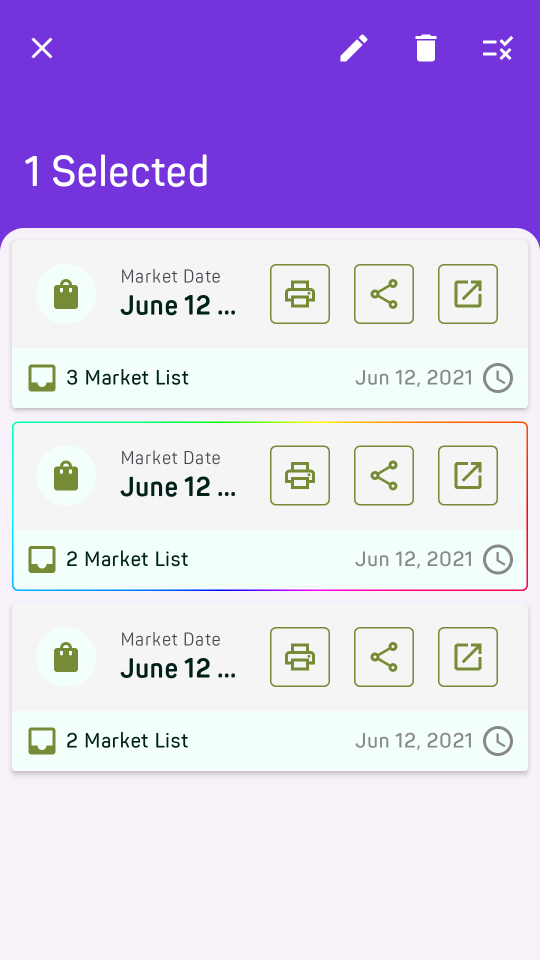 1 Selected
Market Date
June 12 ...
3 Market List
Jun 12, 2021
Market Date
June 12 ...
2 Market List
Jun 12, 2021
Market Date
June 12 ...
2 Market List
Jun 12, 2021